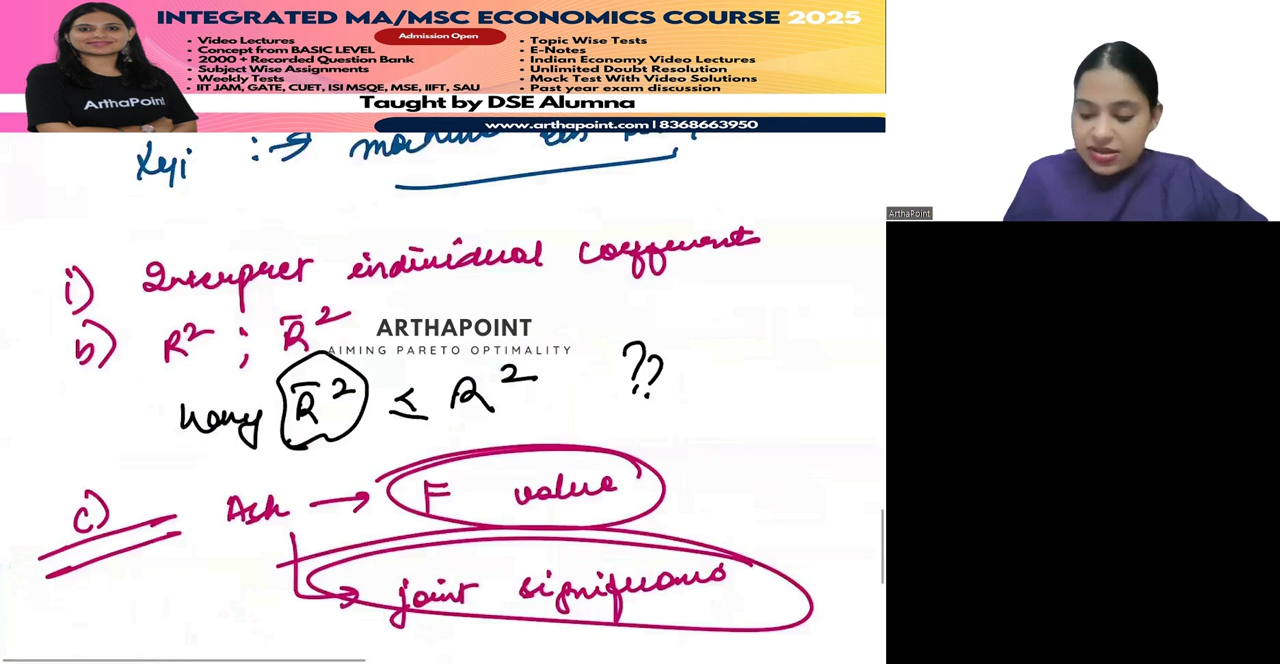 INTEGRATED MA/MSC ECONOMICS COURSE 2025
Admission Open
• Video Lectures
• Concept from BASIC LEVEL
• 2000 + Recorded Question Bank
• Subject Wise Assignments
• Weekly Tests
• IIT JAM, GATE, CUET, ISI MSQE, MSE, IIFT, SAU
• Topic Wise Tests
• E-Notes
• Indian Economy Video Lectures
• Unlimited Doubt Resolution
• Mock Test With Video Solutions
• Past year exam discussion
ArthaPoint
Taught by DSE Alumna
www.arthapoint.com | 8368663950
ArthaPoint
i) Interpret individual coefficients
b) R² ; R̄²
ARTHAPOINT
AIMING PARETO OPTIMALITY
R̄² ≤ R² ??
c) Ask → F value
joint significance